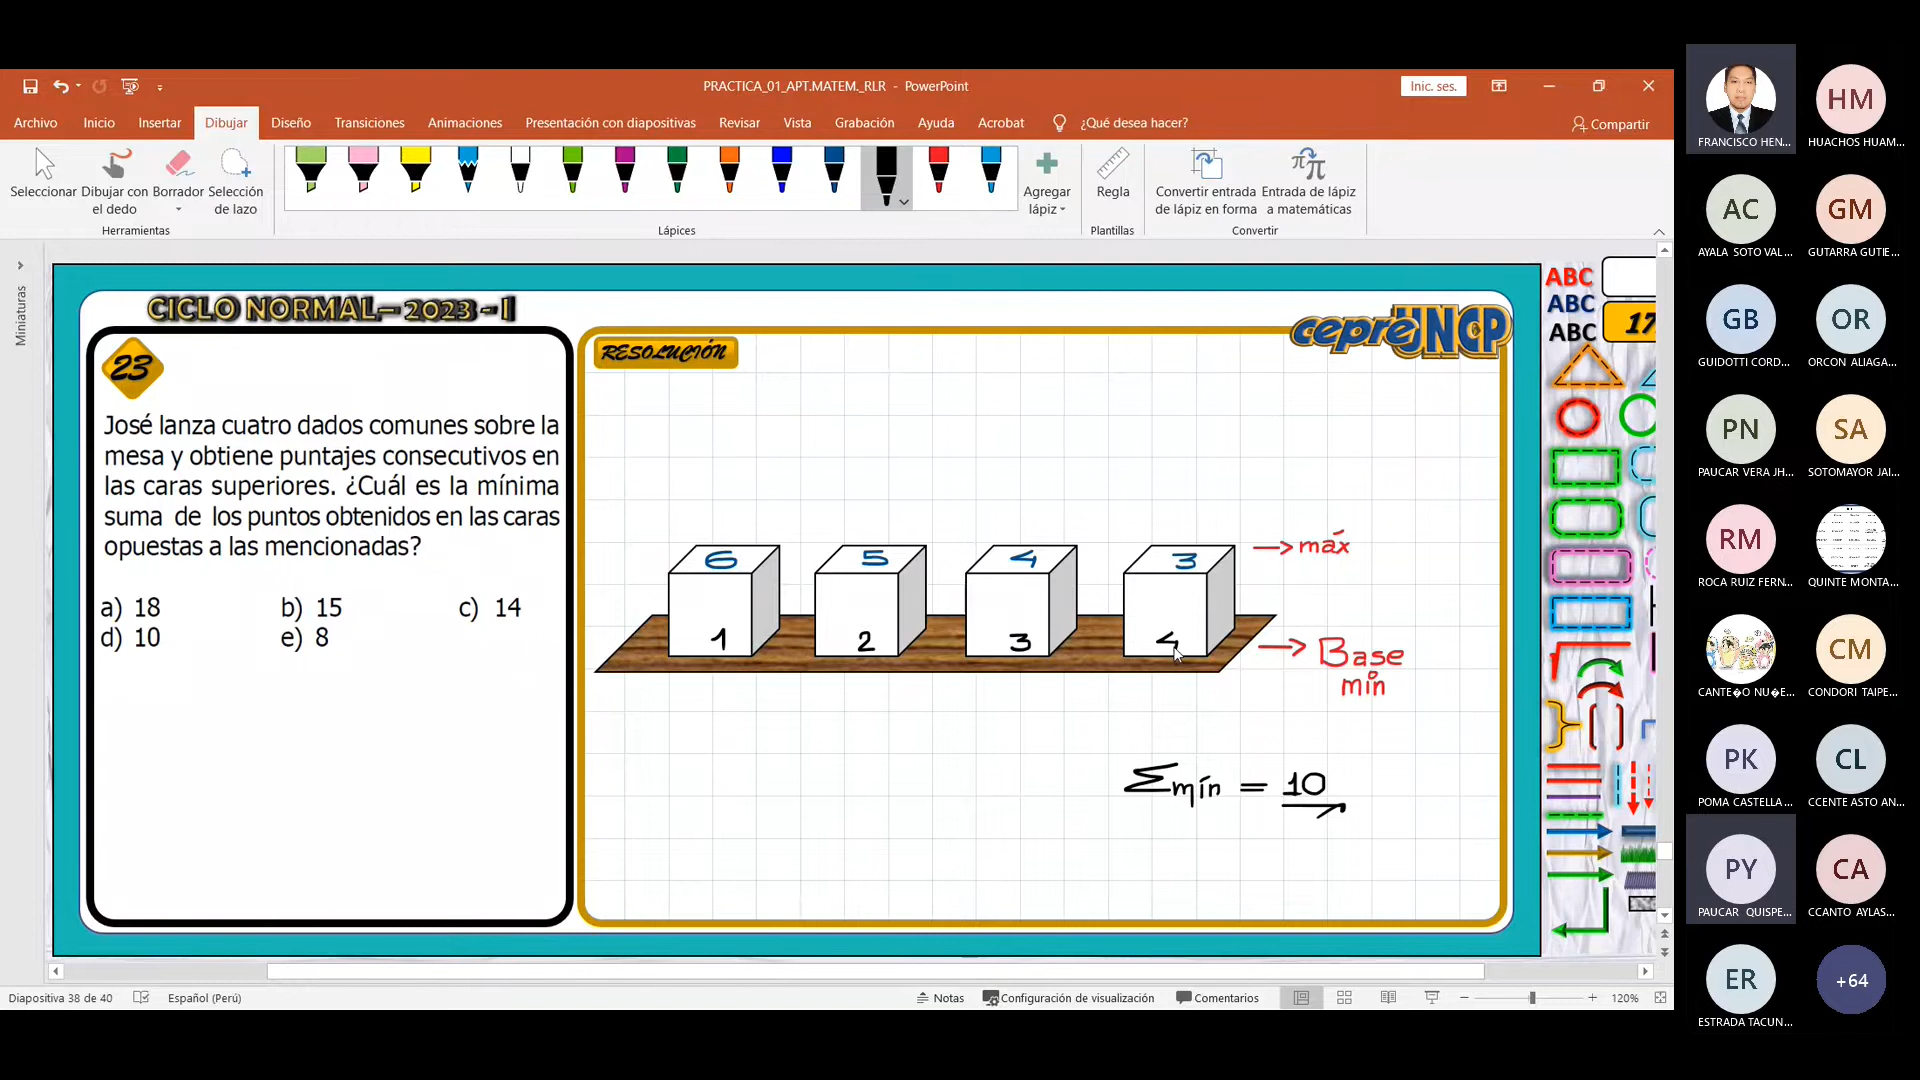 PRACTICA_01_APT.MATEM._RLR - PowerPoint
Inic. ses.
Archivo Inicio Insertar Dibujar Diseño Transiciones Animaciones Presentación con diapositivas Revisar Vista Grabación Ayuda Acrobat ¿Qué desea hacer? Compartir
Seleccionar Dibujar con el dedo Borrador Selección de lazo
Agregar lápiz Regla Convertir entrada de lápiz en forma Entrada de lápiz a matemáticas
Herramientas Lápices Plantillas Convertir
Miniaturas
CICLO NORMAL – 2023 - I
cepreUNCP
23
José lanza cuatro dados comunes sobre la
mesa y obtiene puntajes consecutivos en
las caras superiores. ¿Cuál es la mínima
suma de los puntos obtenidos en las caras
opuestas a las mencionadas?
a) 18 b) 15 c) 14
d) 10 e) 8
RESOLUCIÓN
6 5 4 3 → máx
1 2 3 4 → Base
mín
Σmín = 10
ABC
ABC
ABC
17
Diapositiva 38 de 40 Español (Perú) Notas Configuración de visualización Comentarios 120%
FRANCISCO HEN...
HM
HUACHOS HUAM...
AC
AYALA SOTO VAL...
GM
GUTARRA GUTIE...
GB
GUIDOTTI CORD...
OR
ORCON ALIAGA...
PN
PAUCAR VERA JH...
SA
SOTOMAYOR JAI...
RM
ROCA RUIZ FERN...
QUINTE MONTA...
CANTE�O NU�E...
CM
CONDORI TAIPE...
PK
POMA CASTELLA...
CL
CCENTE ASTO AN...
PY
PAUCAR QUISPE...
CA
CCANTO AYLAS...
ER
ESTRADA TACUN...
+64